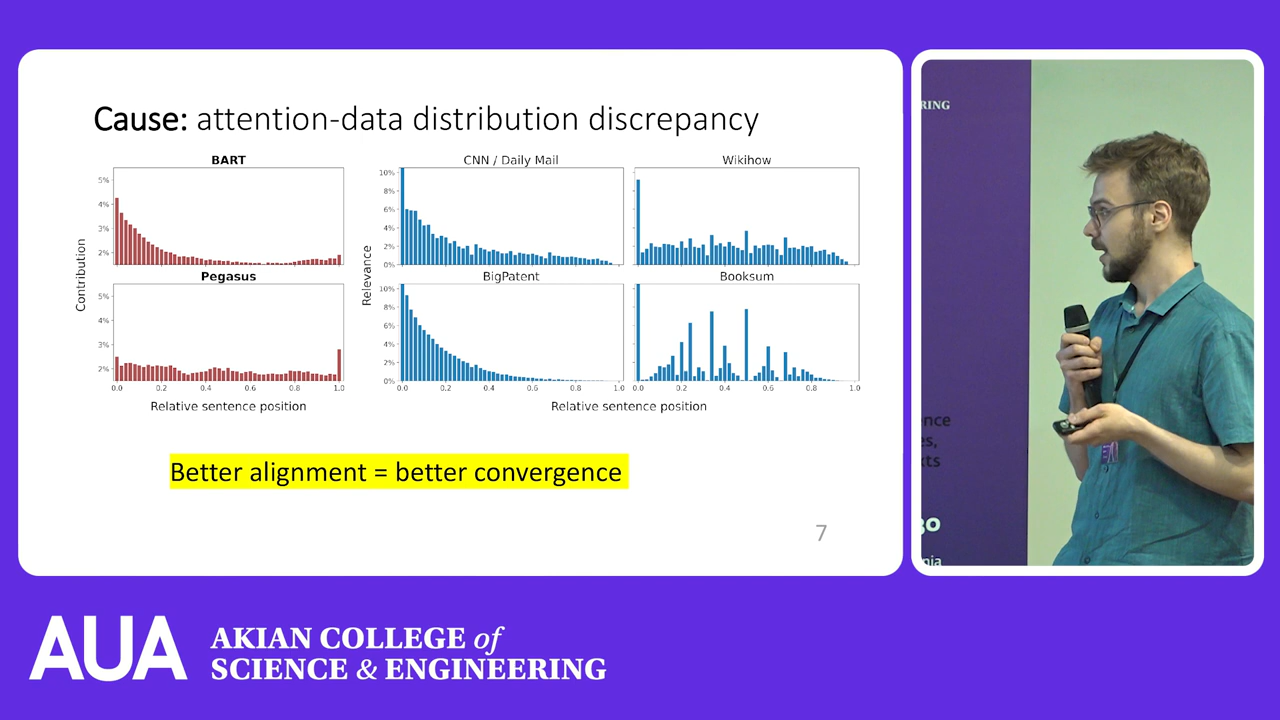 Cause: attention-data distribution discrepancy
BART
5%
4%
3%
2%
Pegasus
5%
4%
3%
2%
0.0 0.2 0.4 0.6 0.8 1.0
Contribution
Relative sentence position
CNN / Daily Mail
Wikihow
10%
8%
6%
4%
2%
0%
BigPatent
Booksum
10%
8%
6%
4%
2%
0%
0.0 0.2 0.4 0.6 0.8 1.0
0.0 0.2 0.4 0.6 0.8 1.0
Relevance
Relative sentence position
Better alignment = better convergence
7
RING
ence
es,
xts
nia
AUA
AKIAN COLLEGE of
SCIENCE & ENGINEERING